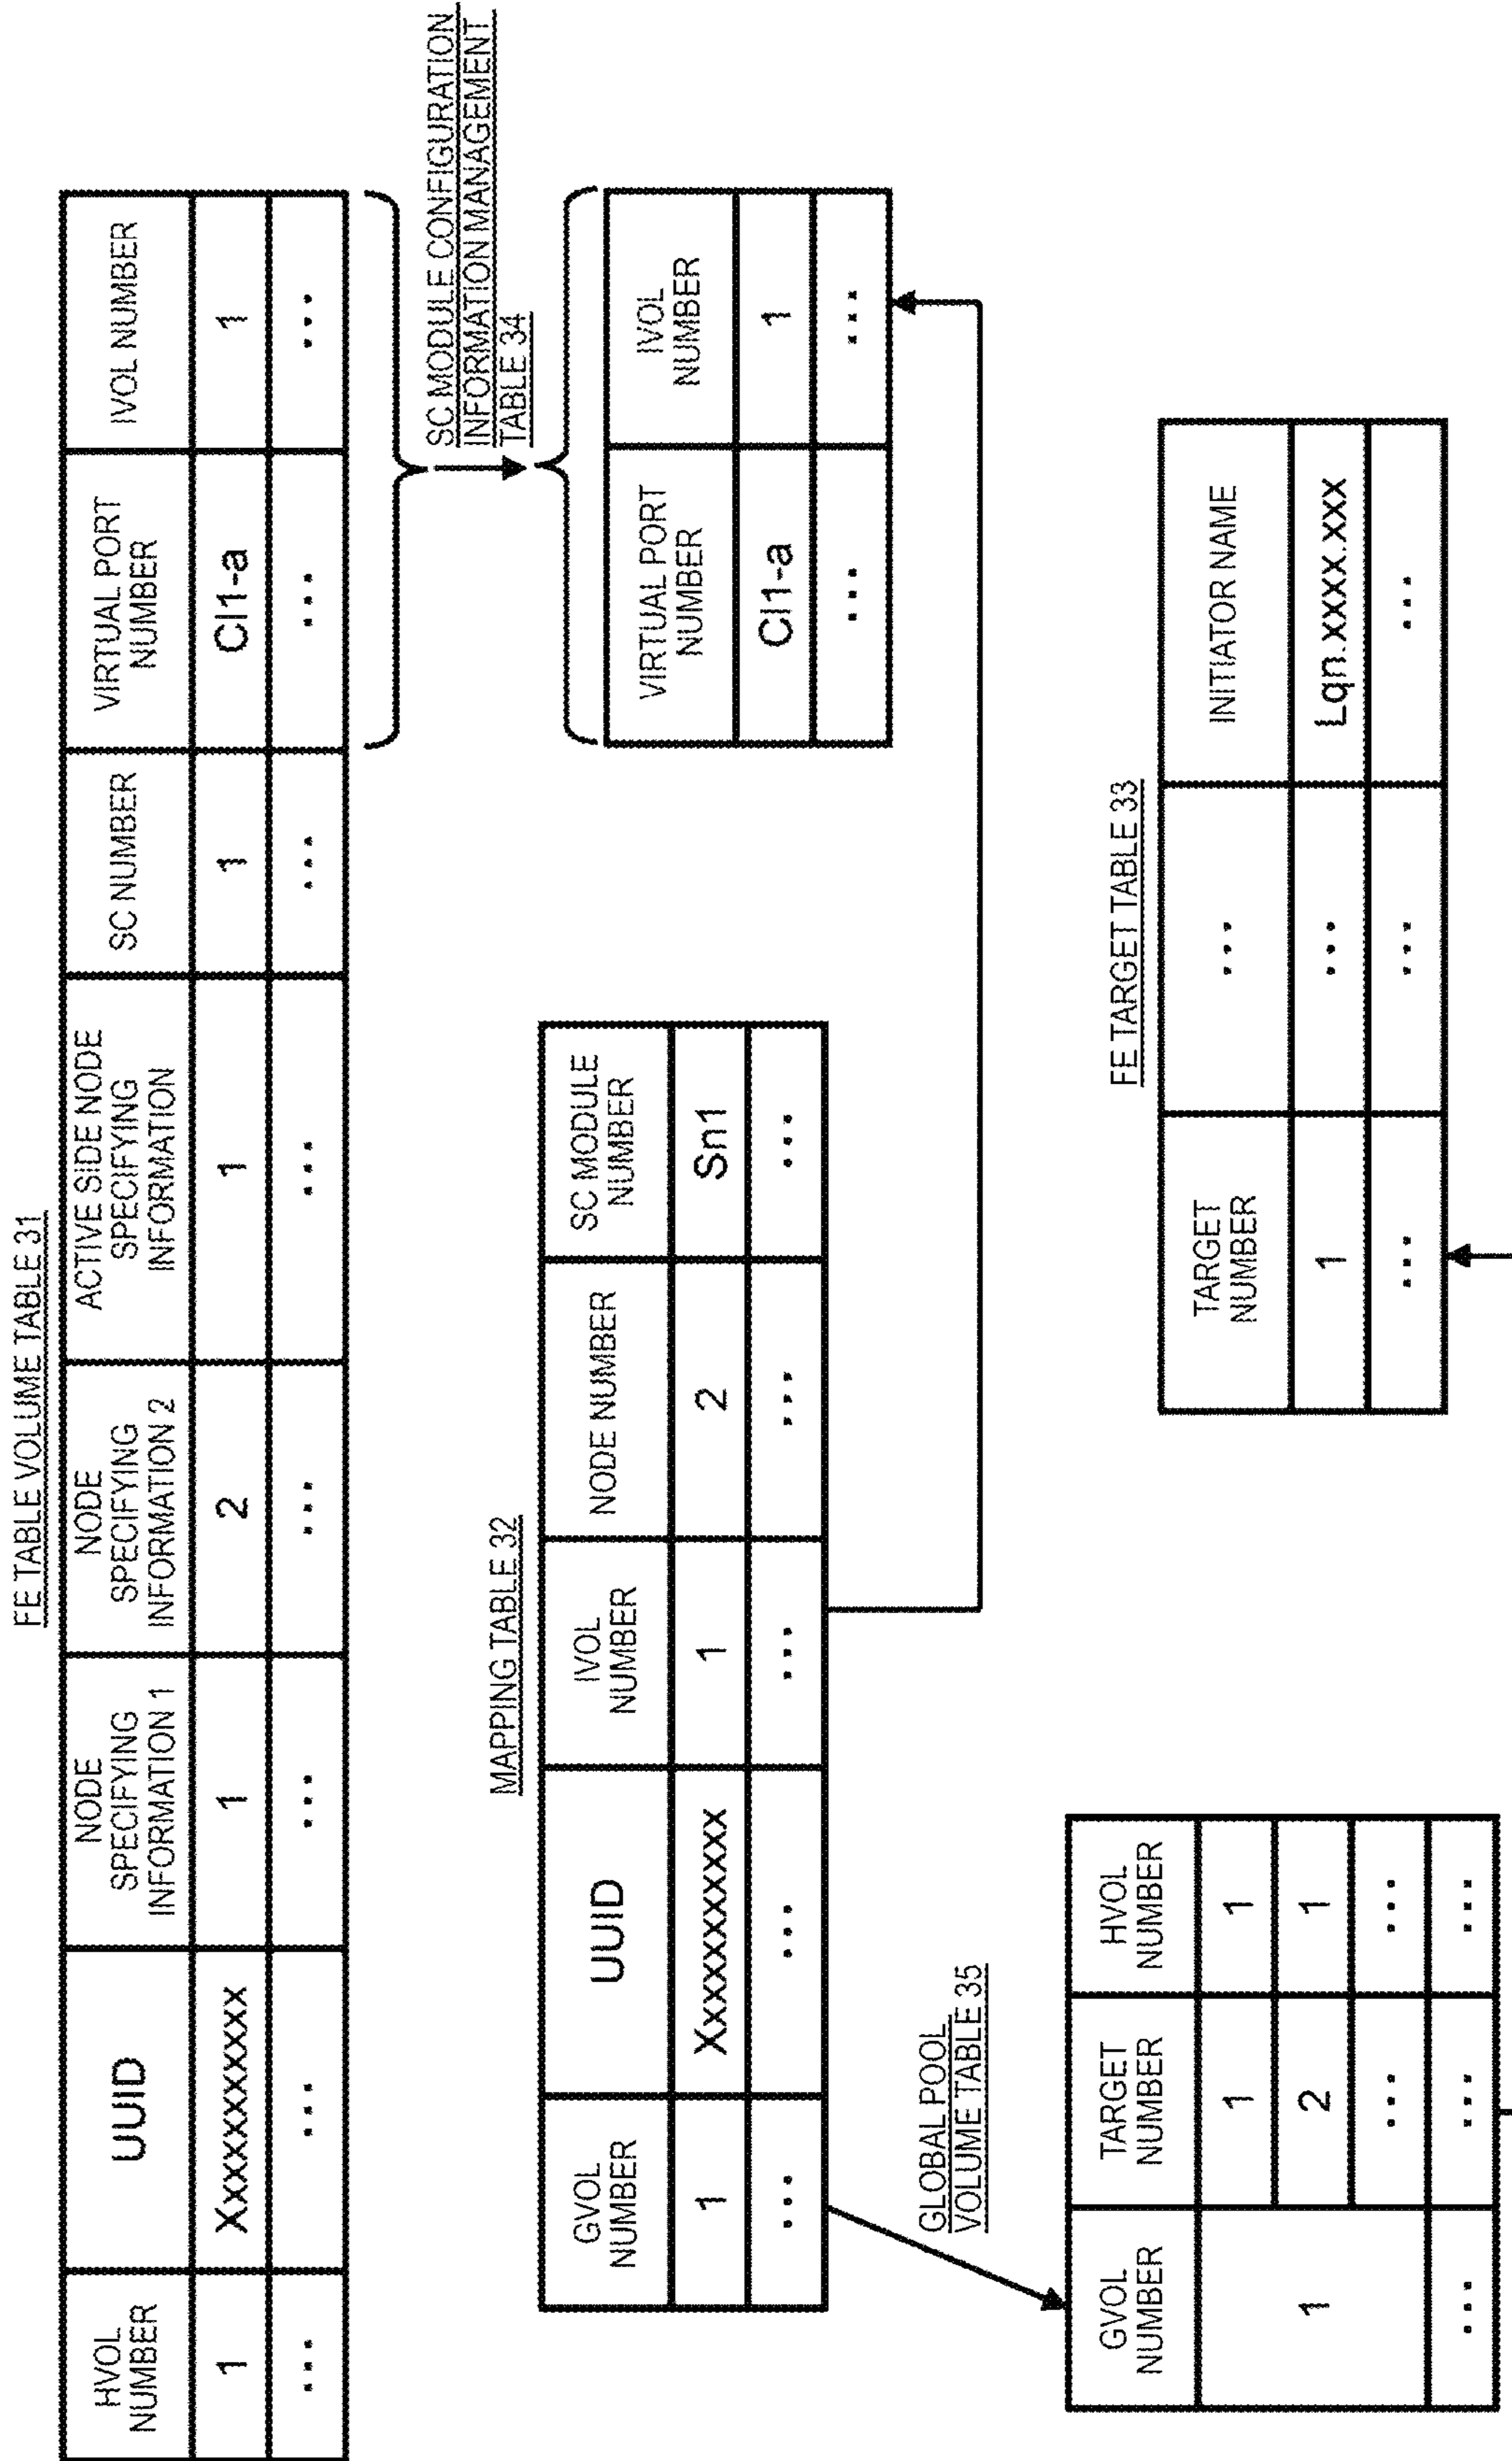 FE TABLE VOLUME TABLE 31
HVOL
NUMBER
UUID
NODE
SPECIFYING
INFORMATION 1
NODE
SPECIFYING
INFORMATION 2
ACTIVE SIDE NODE
SPECIFYING
INFORMATION
SC NUMBER
VIRTUAL PORT
NUMBER
IVOL NUMBER
1
Xxxxxxxxxx
1
2
1
1
Cl1-a
1
...
...
...
...
...
...
...
...
SC MODULE CONFIGURATION
INFORMATION MANAGEMENT
TABLE 34
VIRTUAL PORT
NUMBER
IVOL
NUMBER
Cl1-a
1
...
...
MAPPING TABLE 32
GVOL
NUMBER
UUID
IVOL
NUMBER
NODE NUMBER
SC MODULE
NUMBER
1
Xxxxxxxxxx
1
2
Sn1
...
...
...
...
...
GLOBAL POOL
VOLUME TABLE 35
GVOL
NUMBER
TARGET
NUMBER
HVOL
NUMBER
1
1
1
2
1
...
...
...
...
...
FE TARGET TABLE 33
TARGET
NUMBER
...
INITIATOR NAME
1
...
Lqn.xxxx.xxx
...
...
...